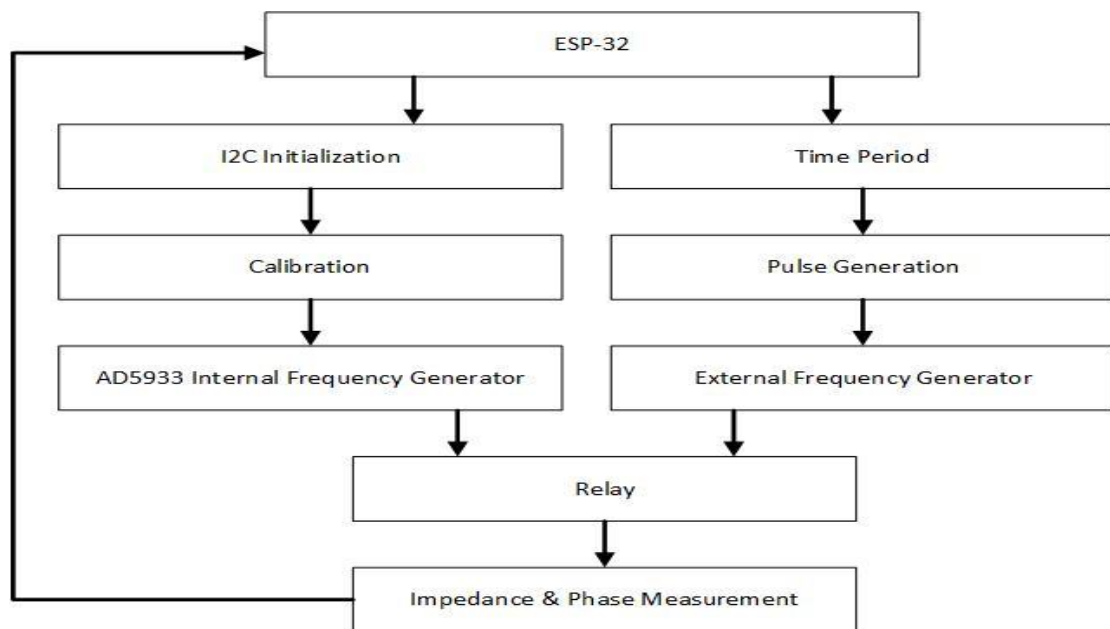 ESP-32
I2C Initialization
Time Period
Calibration
Pulse Generation
AD5933 Internal Frequency Generator
External Frequency Generator
Relay
Impedance & Phase Measurement